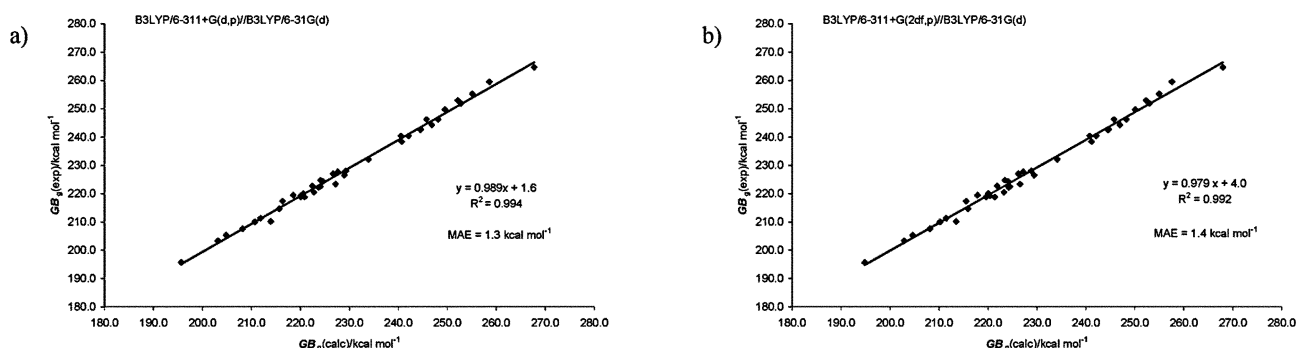 a)
B3LYP/6-311+G(d,p)//B3LYP/6-31G(d)
GBg(exp)/kcal mol-1
280.0
270.0
260.0
250.0
240.0
230.0
220.0
210.0
200.0
190.0
180.0
y = 0.989x + 1.6
R² = 0.994
MAE = 1.3 kcal mol-1
180.0 190.0 200.0 210.0 220.0 230.0 240.0 250.0 260.0 270.0 280.0
GBg(calc)/kcal mol-1
b)
B3LYP/6-311+G(2df,p)//B3LYP/6-31G(d)
GBg(exp)/kcal mol-1
280.0
270.0
260.0
250.0
240.0
230.0
220.0
210.0
200.0
190.0
180.0
y = 0.979x + 4.0
R² = 0.992
MAE = 1.4 kcal mol-1
180.0 190.0 200.0 210.0 220.0 230.0 240.0 250.0 260.0 270.0 280.0
GBg(calc)/kcal mol-1